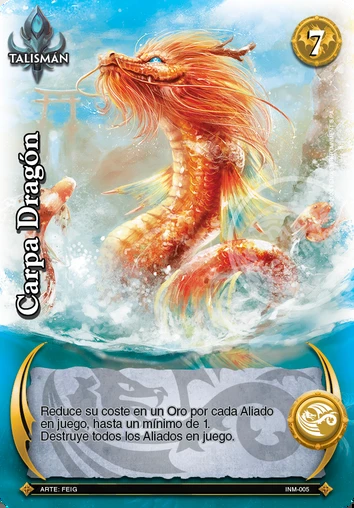 TALISMAN
7
Carpa Dragón
Reduce su coste en un Oro por cada Aliado
en juego, hasta un mínimo de 1.
Destruye todos los Aliados en juego.
ARTE: FEIG
INM-005